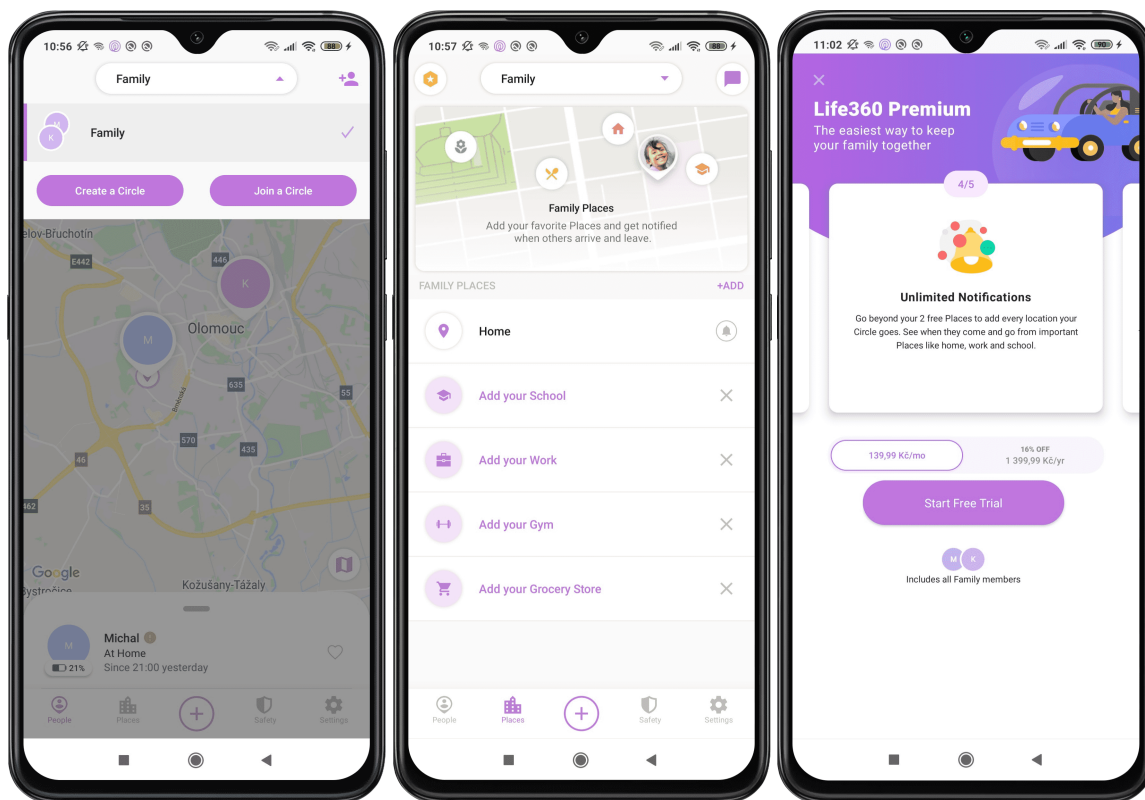 10:56
88
Family
M
K
Family
Create a Circle
Join a Circle
E442
446
K
Olomouc
M
635
55
Brněnská
570
435
46
462
35
Google
Kožušany-Tážaly
M
21%
Michal
At Home
Since 21:00 yesterday
People
Places
Safety
Settings
10:57
88
Family
Family Places
Add your favorite Places and get notified
when others arrive and leave.
FAMILY PLACES
+ADD
Home
Add your School
Add your Work
Add your Gym
Add your Grocery Store
People
Places
Safety
Settings
11:02
90
Life360 Premium
The easiest way to keep
your family together
4/5
Unlimited Notifications
Go beyond your 2 free Places to add every location your
Circle goes. See when they come and go from important
Places like home, work and school.
139,99 Kč/mo
16% OFF
1 399,99 Kč/yr
Start Free Trial
M
K
Includes all Family members